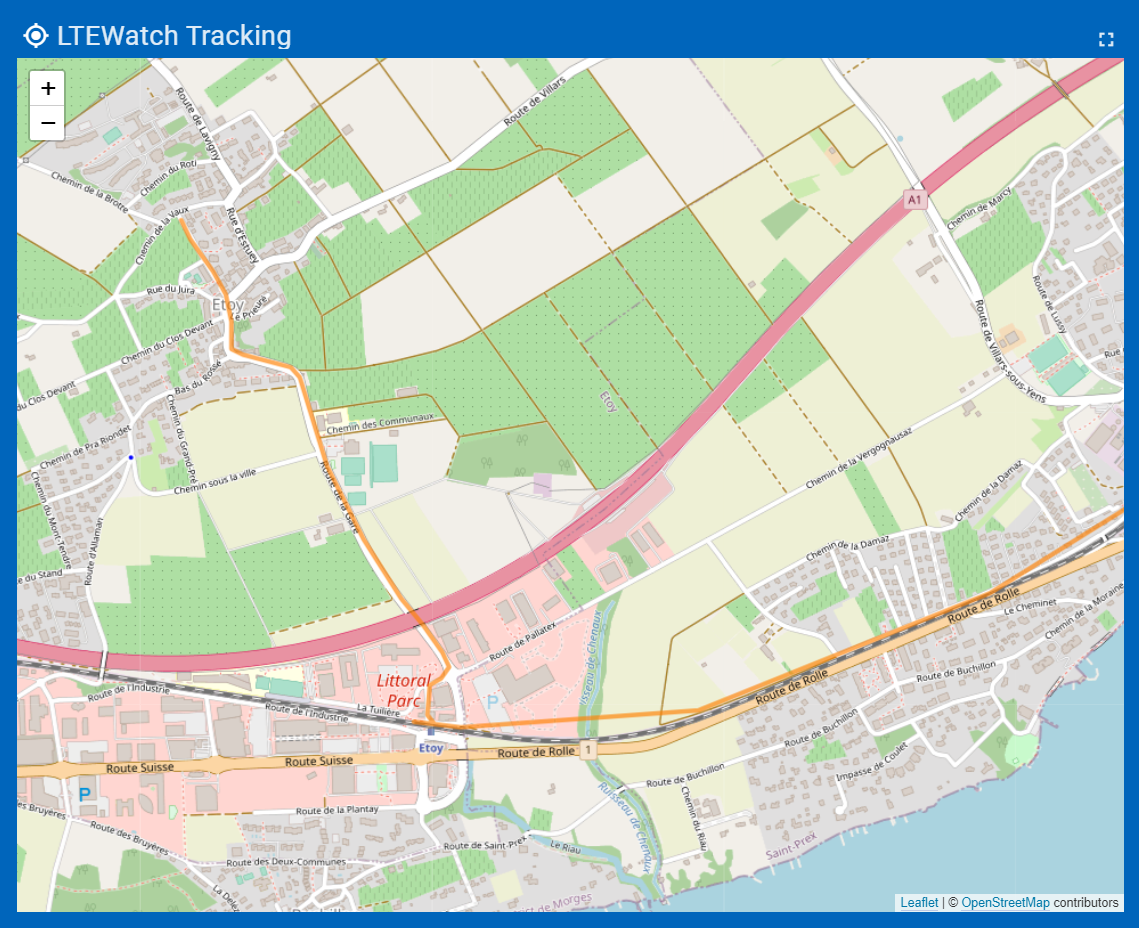 LTEWatch Tracking
+
−
Route de Lavigny
Route de Villars
Chemin du Roti
Chemin de la Brotte
Chemin de la Vaux
Rue d'Estuey
A1
Chemin de Marcy
Rue du Jura
Etoy
Le Prieuré
Route de Lussy
Route de Villars-sous-Yens
Chemin du Clos Devant
Bas du Rossé
Rue
du Clos Devant
Chemin du Grand-Pré
Chemin des Communaux
Etoy
Chemin de Pra Riondet
Chemin de la Vergognausaz
Chemin sous la ville
Route de la Gare
Chemin de la Damaz
Chemin du Mont-Tendre
Route d'Allaman
Chemin de la Damaz
e du Stand
Route de Rolle
Le Cheminet
Chemin de la Moraine
Route de Pallatex
isseau de Chenaux
Littoral
Parc
P
Route de Rolle
Route de Buchillon
Route de l'Industrie
La Tuilière
Route de l'Industrie
Route de Buchillon
Etoy
Route de Rolle
1
Route Suisse
Route Suisse
Impasse de Coulet
Route de Buchillon
P
Ruisseau de Chenaux
Chemin du Riau
es Bruyères
Route de la Plantay
Route des Bruyères
Route de Saint-Prex
Le Riau
Saint-Prex
Route des Deux-Communes
La Delèz
Leaflet | © OpenStreetMap contributors